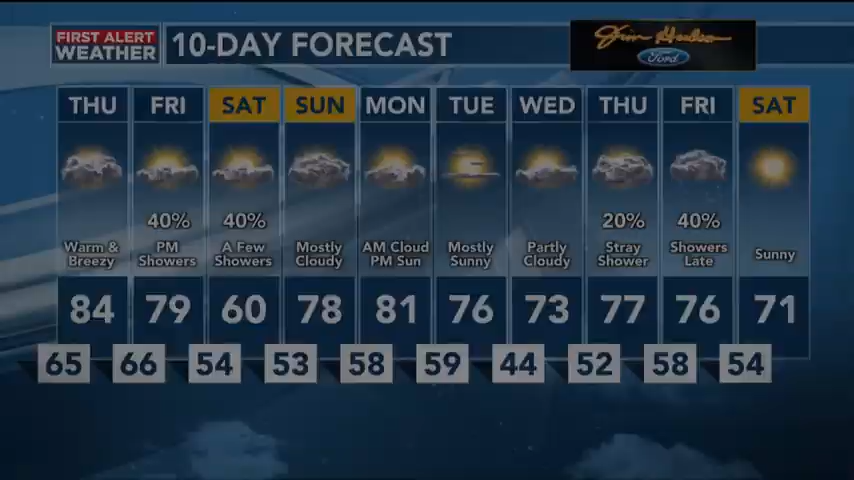 FIRST ALERT
WEATHER
10-DAY FORECAST
Jim Hudson
Ford
THU FRI SAT SUN MON TUE WED THU FRI SAT
40% 40% 20% 40%
Warm & Breezy
PM Showers
A Few Showers
Mostly Cloudy
AM Cloud PM Sun
Mostly Sunny
Partly Cloudy
Stray Shower
Showers Late
Sunny
84 79 60 78 81 76 73 77 76 71
65 66 54 53 58 59 44 52 58 54